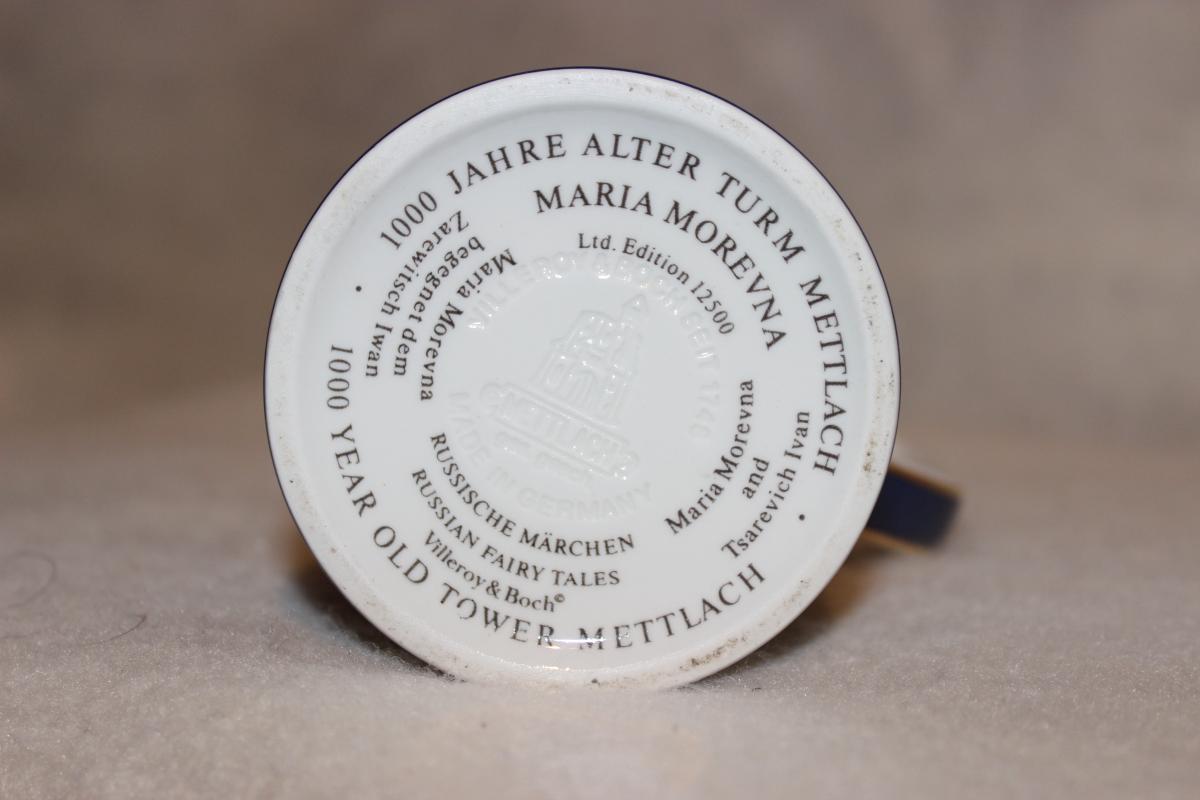 1000 JAHRE ALTER TURM METTLACH
MARIA MOREVNA
Ltd. Edition 12500
Maria Morevna
begegnet dem
Zarewitsch Iwan
Maria Morevna
and
Tsarevich Ivan
VILLEROY & BOCH SEIT 1748
METTLACH
MADE IN GERMANY
RUSSISCHE MÄRCHEN
RUSSIAN FAIRY TALES
Villeroy & Boch©
1000 YEAR OLD TOWER METTLACH